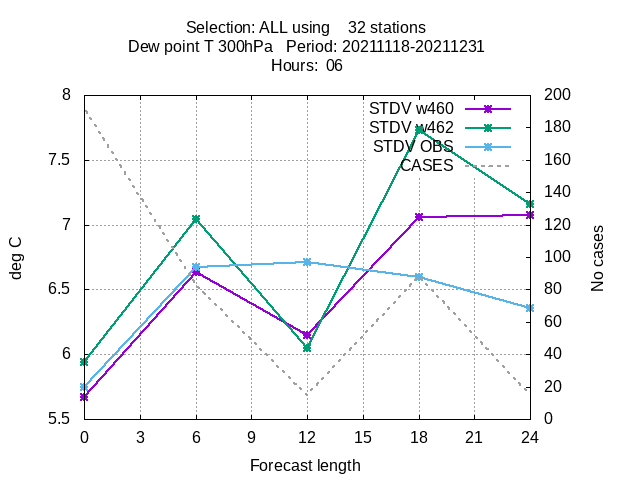 Selection: ALL using    32 stations
Dew point T 300hPa   Period: 20211118-20211231
Hours:  06
8
7.5
7
6.5
6
5.5
200
180
160
140
120
100
80
60
40
20
0
STDV w460
STDV w462
STDV OBS
CASES
deg C
No cases
0 3 6 9 12 15 18 21 24
Forecast length